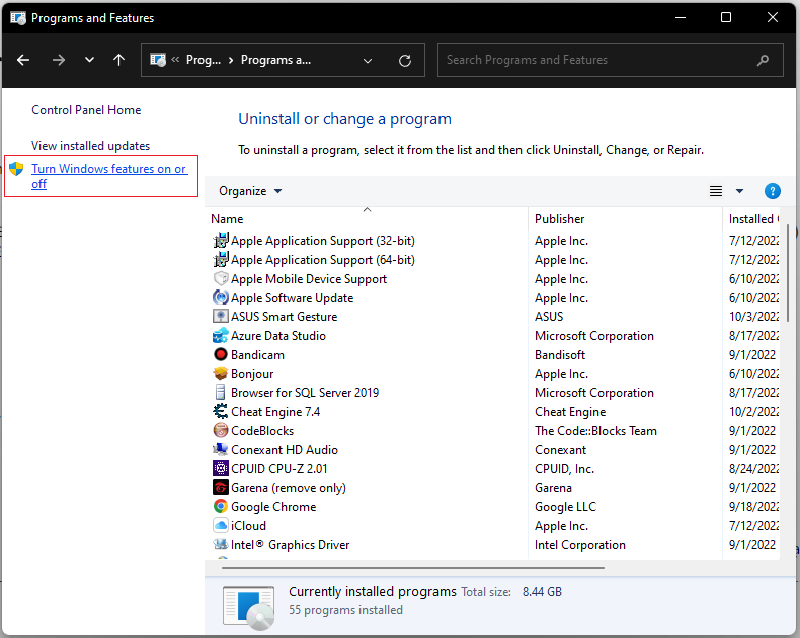 Programs and Features
« Prog... › Programs a...
Search Programs and Features
Control Panel Home
View installed updates
Turn Windows features on or
off
Uninstall or change a program
To uninstall a program, select it from the list and then click Uninstall, Change, or Repair.
Organize
?
Name Publisher Installed
Apple Application Support (32-bit) Apple Inc. 7/12/2022
Apple Application Support (64-bit) Apple Inc. 7/12/2022
Apple Mobile Device Support Apple Inc. 6/10/2022
Apple Software Update Apple Inc. 6/10/2022
ASUS Smart Gesture ASUS 10/3/2022
Azure Data Studio Microsoft Corporation 8/17/2022
Bandicam Bandisoft 9/1/2022
Bonjour Apple Inc. 6/10/2022
Browser for SQL Server 2019 Microsoft Corporation 8/17/2022
Cheat Engine 7.4 Cheat Engine 10/2/2022
CodeBlocks The Code::Blocks Team 9/1/2022
Conexant HD Audio Conexant 9/1/2022
CPUID CPU-Z 2.01 CPUID, Inc. 8/24/2022
Garena (remove only) Garena 9/1/2022
Google Chrome Google LLC 9/18/2022
iCloud Apple Inc. 7/12/2022
Intel® Graphics Driver Intel Corporation 9/1/2022
Currently installed programs Total size: 8.44 GB
55 programs installed